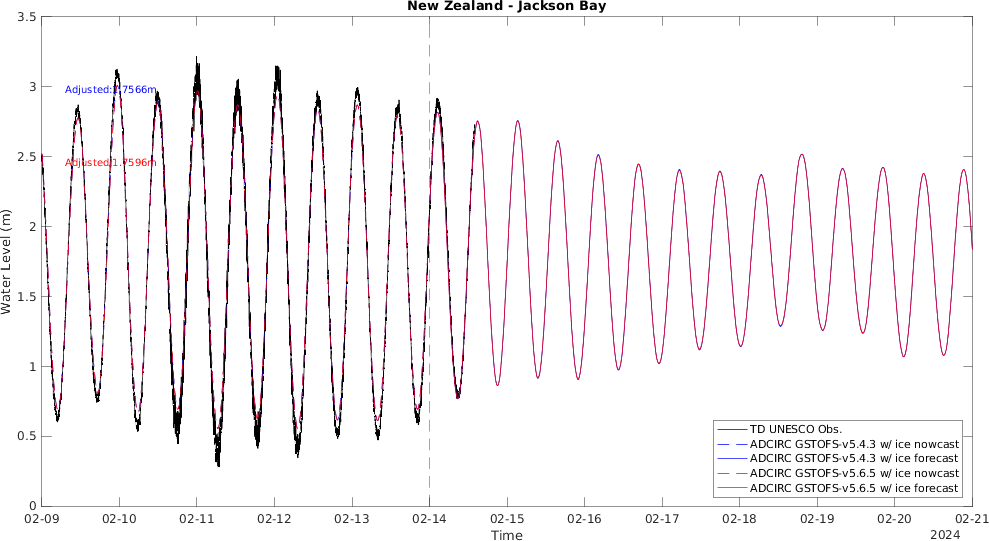 New Zealand - Jackson Bay
3.5
3
2.5
2
1.5
1
0.5
0
Water Level (m)
Adjusted:1.7566m
Adjusted:1.7596m
TD UNESCO Obs.
ADCIRC GSTOFS-v5.4.3 w/ ice nowcast
ADCIRC GSTOFS-v5.4.3 w/ ice forecast
ADCIRC GSTOFS-v5.6.5 w/ ice nowcast
ADCIRC GSTOFS-v5.6.5 w/ ice forecast
02-09 02-10 02-11 02-12 02-13 02-14 02-15 02-16 02-17 02-18 02-19 02-20 02-21
Time
2024